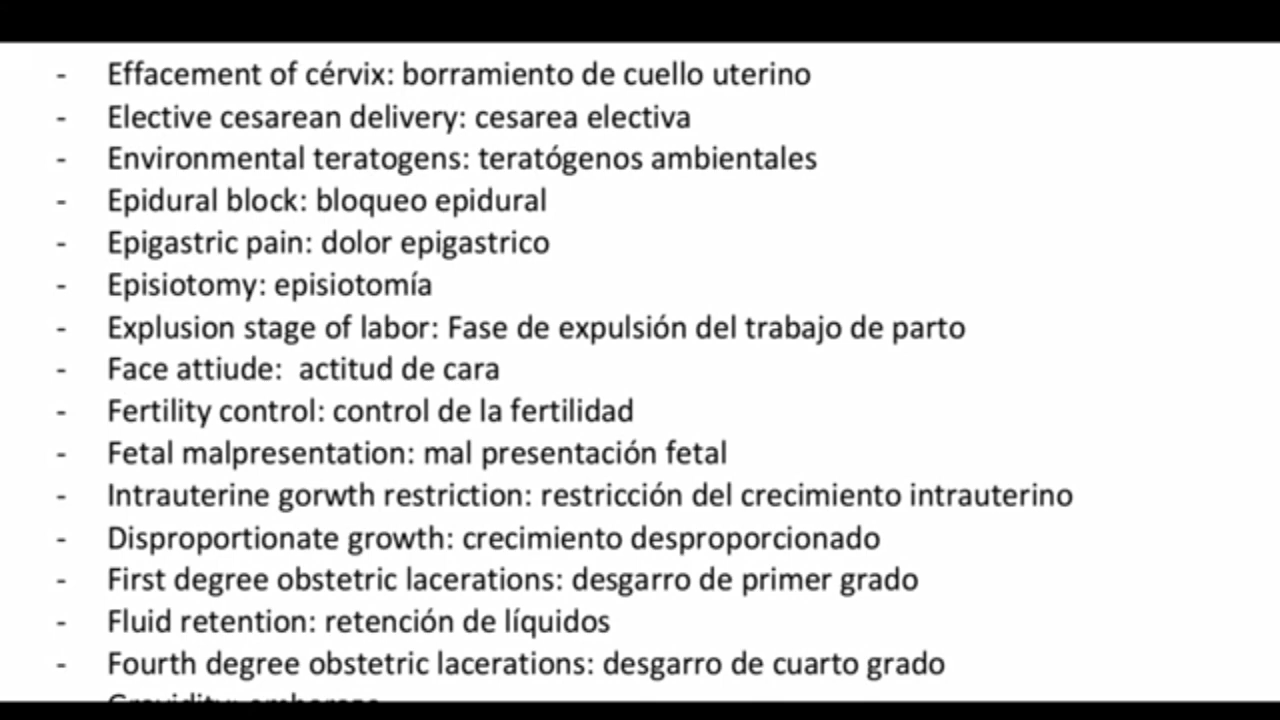 - Effacement of cérvix: borramiento de cuello uterino
- Elective cesarean delivery: cesarea electiva
- Environmental teratogens: teratógenos ambientales
- Epidural block: bloqueo epidural
- Epigastric pain: dolor epigastrico
- Episiotomy: episiotomía
- Explusion stage of labor: Fase de expulsión del trabajo de parto
- Face attiude:  actitud de cara
- Fertility control: control de la fertilidad
- Fetal malpresentation: mal presentación fetal
- Intrauterine gorwth restriction: restricción del crecimiento intrauterino
- Disproportionate growth: crecimiento desproporcionado
- First degree obstetric lacerations: desgarro de primer grado
- Fluid retention: retención de líquidos
- Fourth degree obstetric lacerations: desgarro de cuarto grado